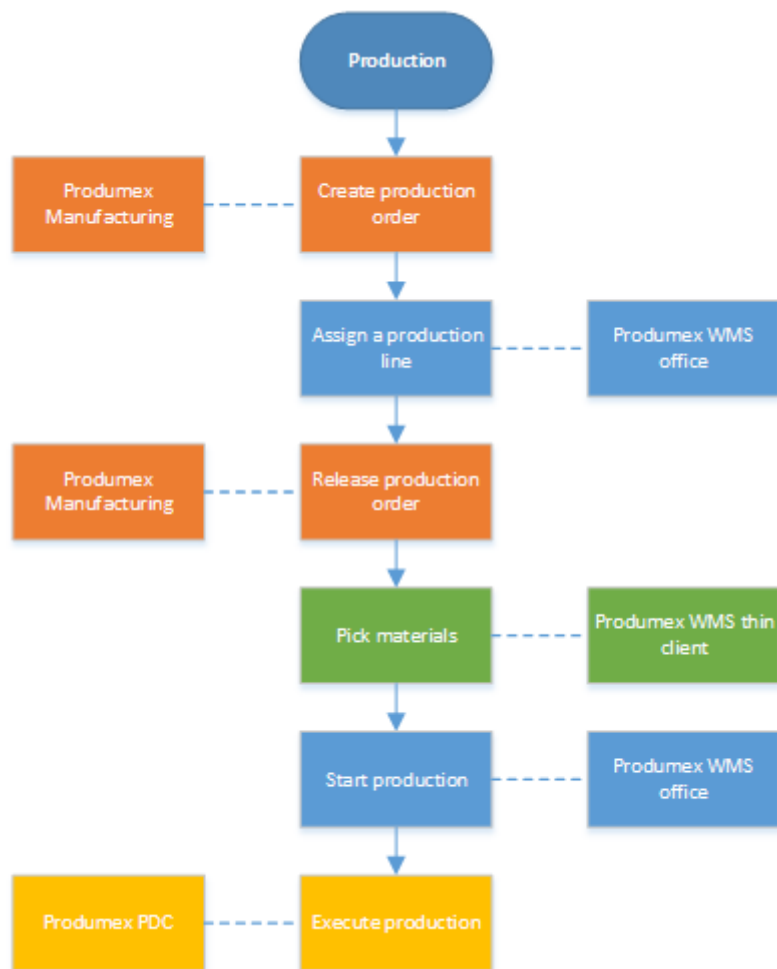 Production
Produmex
Manufacturing
Create production
order
Assign a production
line
Produmex WMS
office
Produmex
Manufacturing
Release production
order
Pick materials
Produmex WMS thin
client
Start production
Produmex WMS
office
Produmex PDC
Execute production